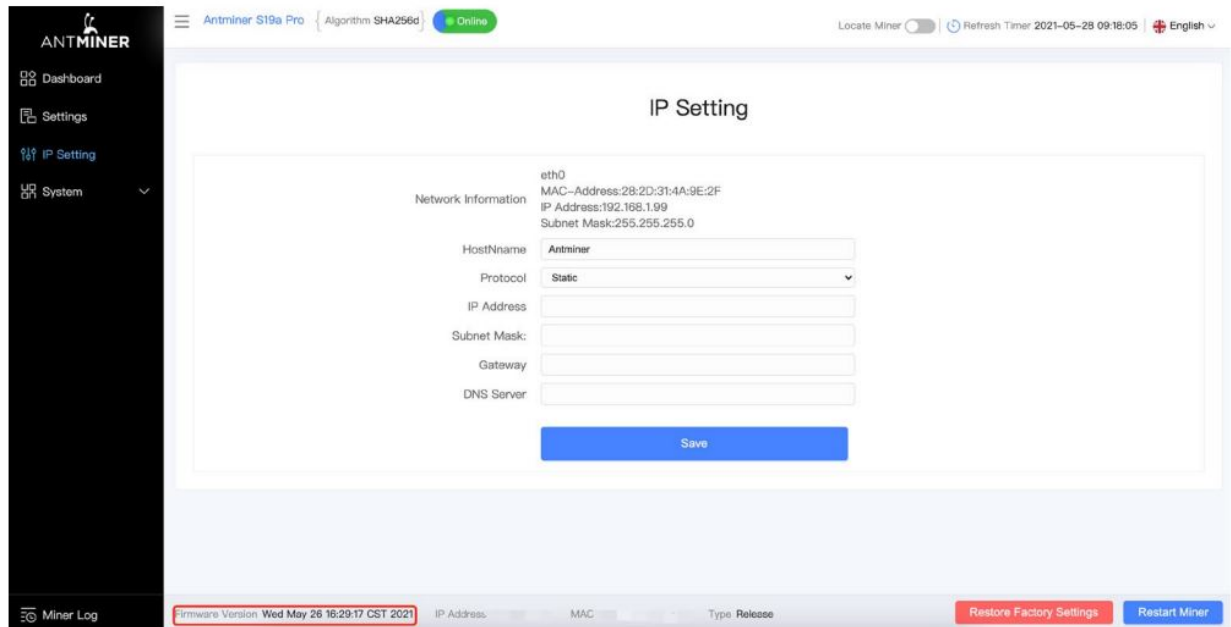 ANTMINER
Antminer S19a Pro { Algorithm SHA256d } Online
Locate Miner Refresh Timer 2021-05-28 09:18:05 English
Dashboard
Settings
IP Setting
System
IP Setting
Network Information
eth0
MAC-Address:28:2D:31:4A:9E:2F
IP Address:192.168.1.99
Subnet Mask:255.255.255.0
HostNname Antminer
Protocol Static
IP Address
Subnet Mask:
Gateway
DNS Server
Save
Miner Log
Firmware Version Wed May 26 16:29:17 CST 2021 IP Address MAC Type Release
Restore Factory Settings
Restart Miner